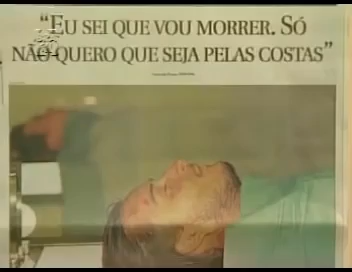 “EU SEI QUE VOU MORRER. SÓ
NÃO QUERO QUE SEJA PELAS COSTAS”